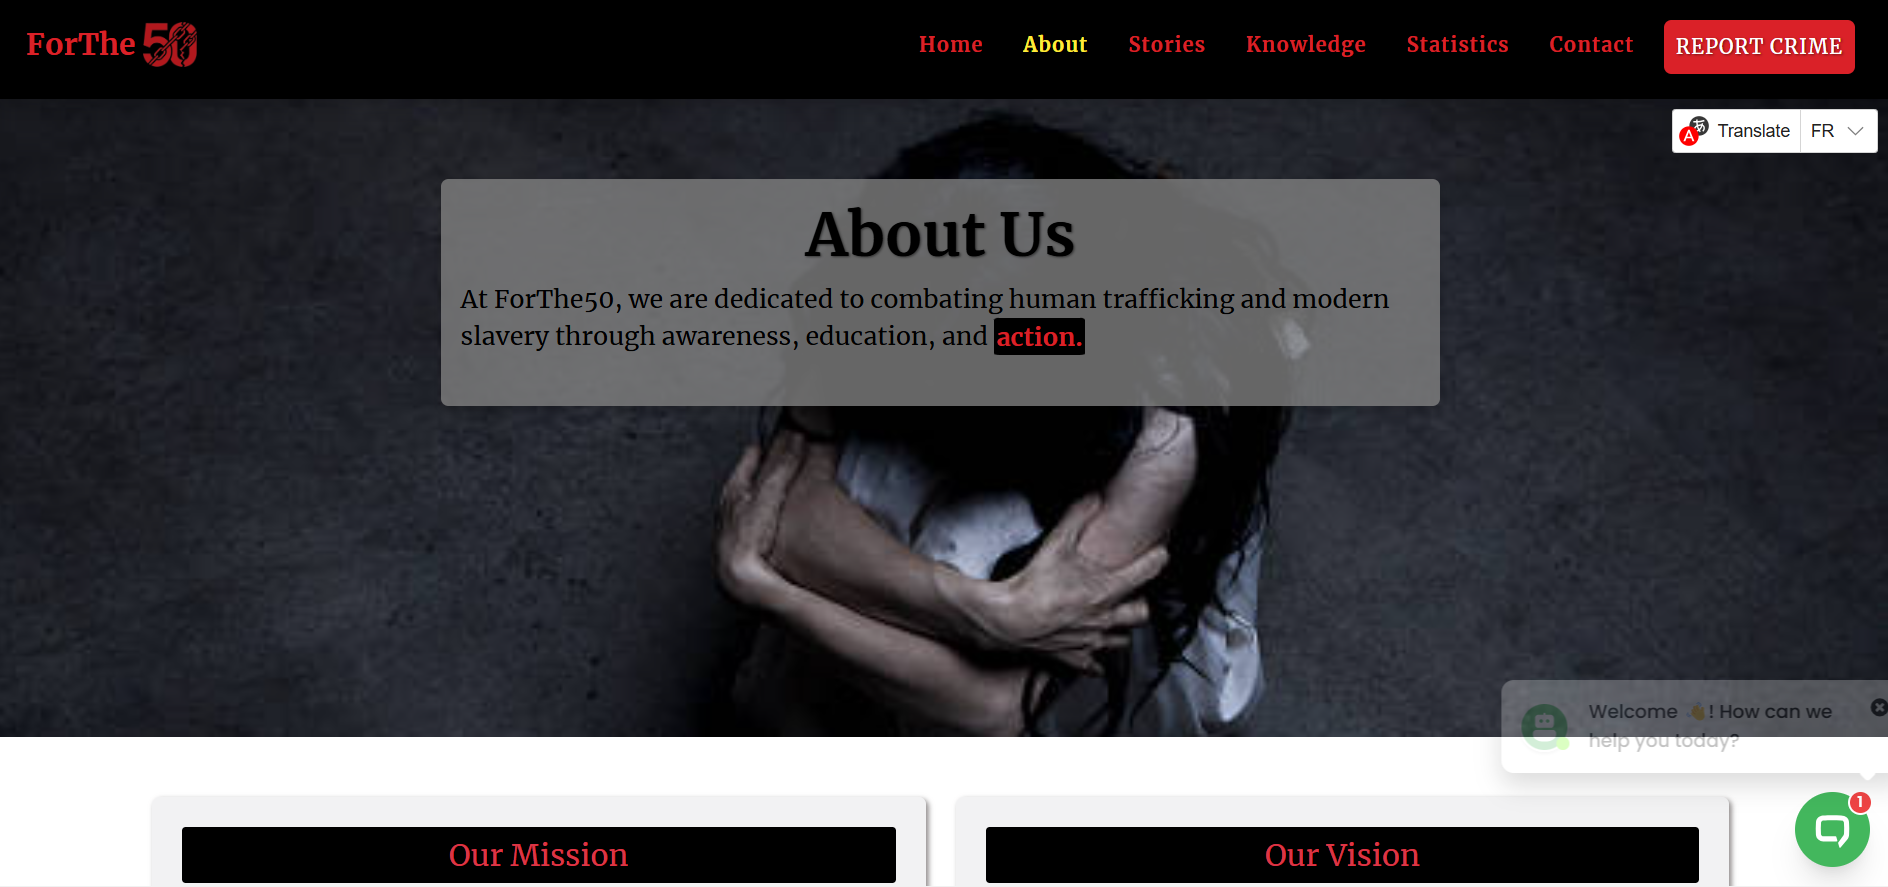 ForThe 50
Home
About
Stories
Knowledge
Statistics
Contact
REPORT CRIME
Translate
FR
About Us
At ForThe50, we are dedicated to combating human trafficking and modern
slavery through awareness, education, and action.
Welcome 👋! How can we
help you today?
1
Our Mission
Our Vision